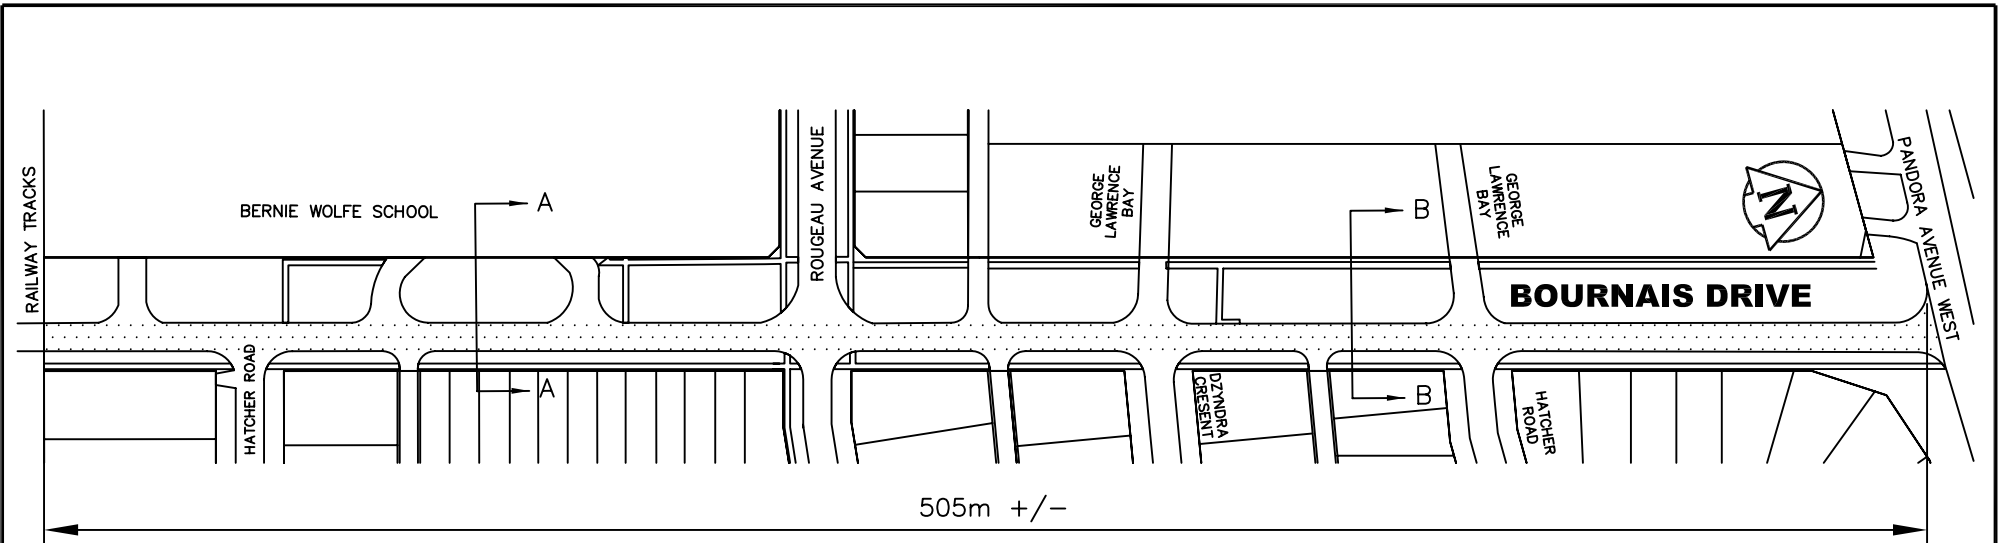 RAILWAY TRACKS
BERNIE WOLFE SCHOOL
A
ROUGEAU AVENUE
GEORGE
LAWRENCE
BAY
B
GEORGE
LAWRENCE
BAY
N
PANDORA AVENUE WEST
BOURNAIS DRIVE
HATCHER ROAD
A
DZYNDRA
CRESENT
B
HATCHER
ROAD
505m +/-